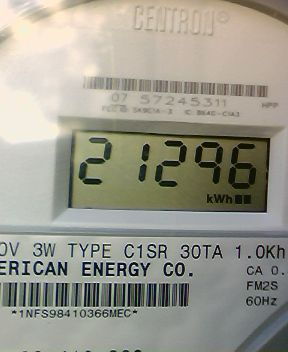 CENTRON®
07 57245311 HPP
21296
kWh
0V 3W TYPE C1SR 30TA 1.0Kh
ERICAN ENERGY CO.
CA 0.
FM2S
60Hz
*1NFS98410366MEC*